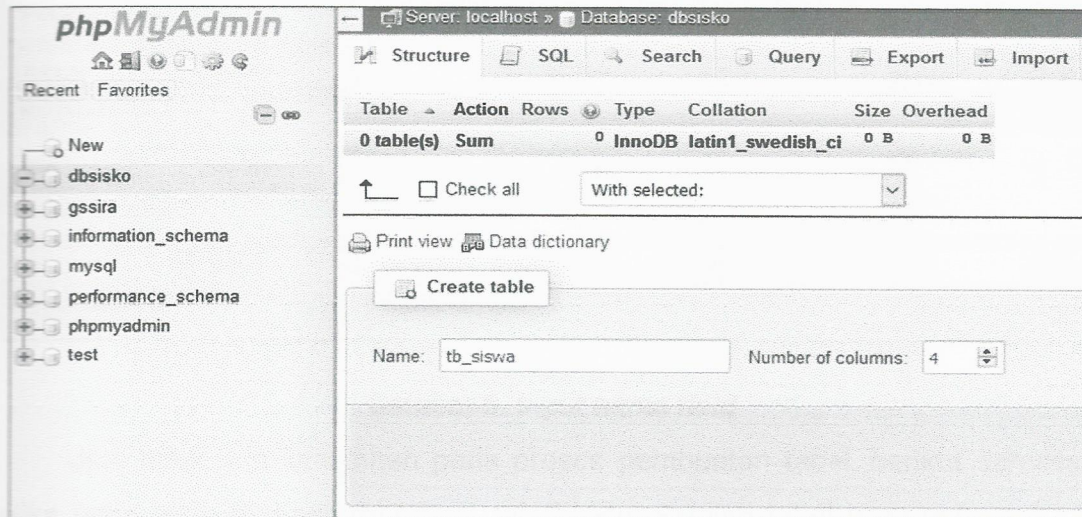 phpMyAdmin
Recent Favorites
New
dbsisko
gssira
information_schema
mysql
performance_schema
phpmyadmin
test
Server: localhost » Database: dbsisko
Structure SQL Search Query Export Import
Table Action Rows Type Collation Size Overhead
0 table(s) Sum 0 InnoDB latin1_swedish_ci 0 B 0 B
Check all With selected:
Print view Data dictionary
Create table
Name: tb_siswa Number of columns: 4